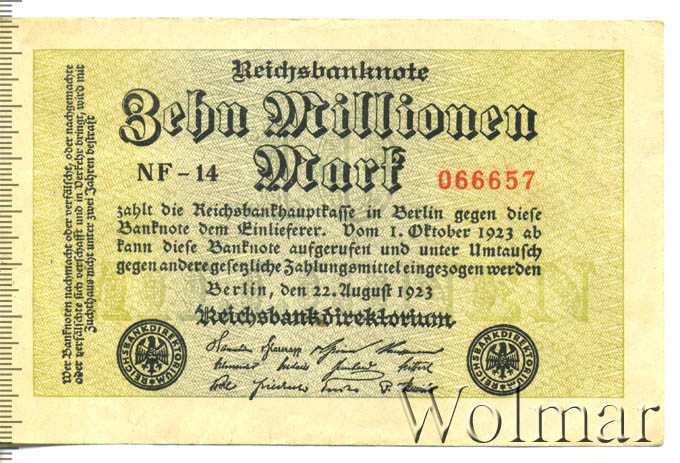 Reichsbanknote
Zehn Millionen
Mark
NF-14
066657
zahlt die Reichsbankhauptkasse in Berlin gegen diese
Banknote dem Einlieferer. Vom 1. Oktober 1923 ab
kann diese Banknote aufgerufen und unter Umtausch
gegen andere gesetzliche Zahlungsmittel eingezogen werden
Berlin, den 22. August 1923
Reichsbankdirektorium
REICHSBANKDIREKTORIUM
REICHSBANKDIREKTORIUM
Wer Banknoten nachmacht oder verfälscht, oder nachgemachte
oder verfälschte sich verschafft und in Verkehr bringt, wird mit
Zuchthaus nicht unter zwei Jahren bestraft
Wolmar